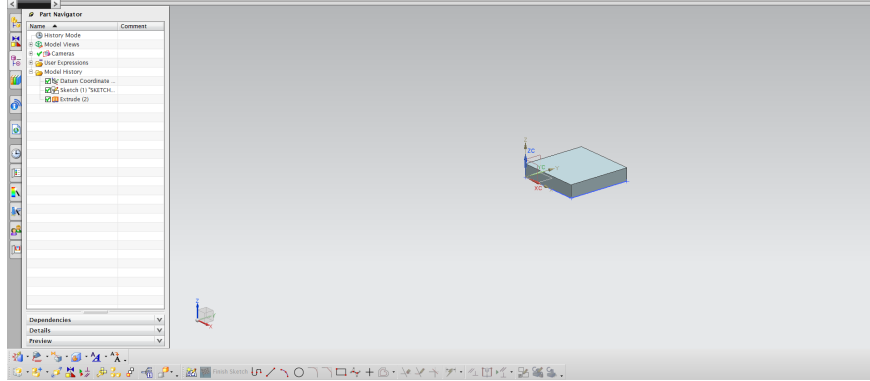 Part Navigator
Name Comment
History Mode
Model Views
Cameras
User Expressions
Model History
Datum Coordinate ...
Sketch (1) "SKETCH...
Extrude (2)
ZC
XC
Z
X
Dependencies
Details
Preview
Finish Sketch